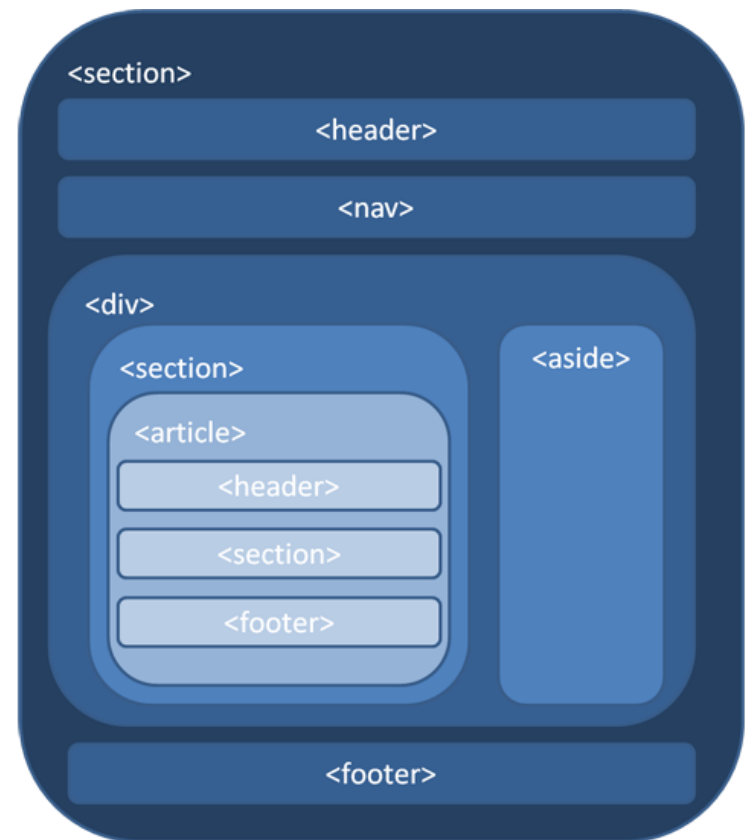 <section>
<header>
<nav>
<div>
<section>
<aside>
<article>
<header>
<section>
<footer>
<footer>